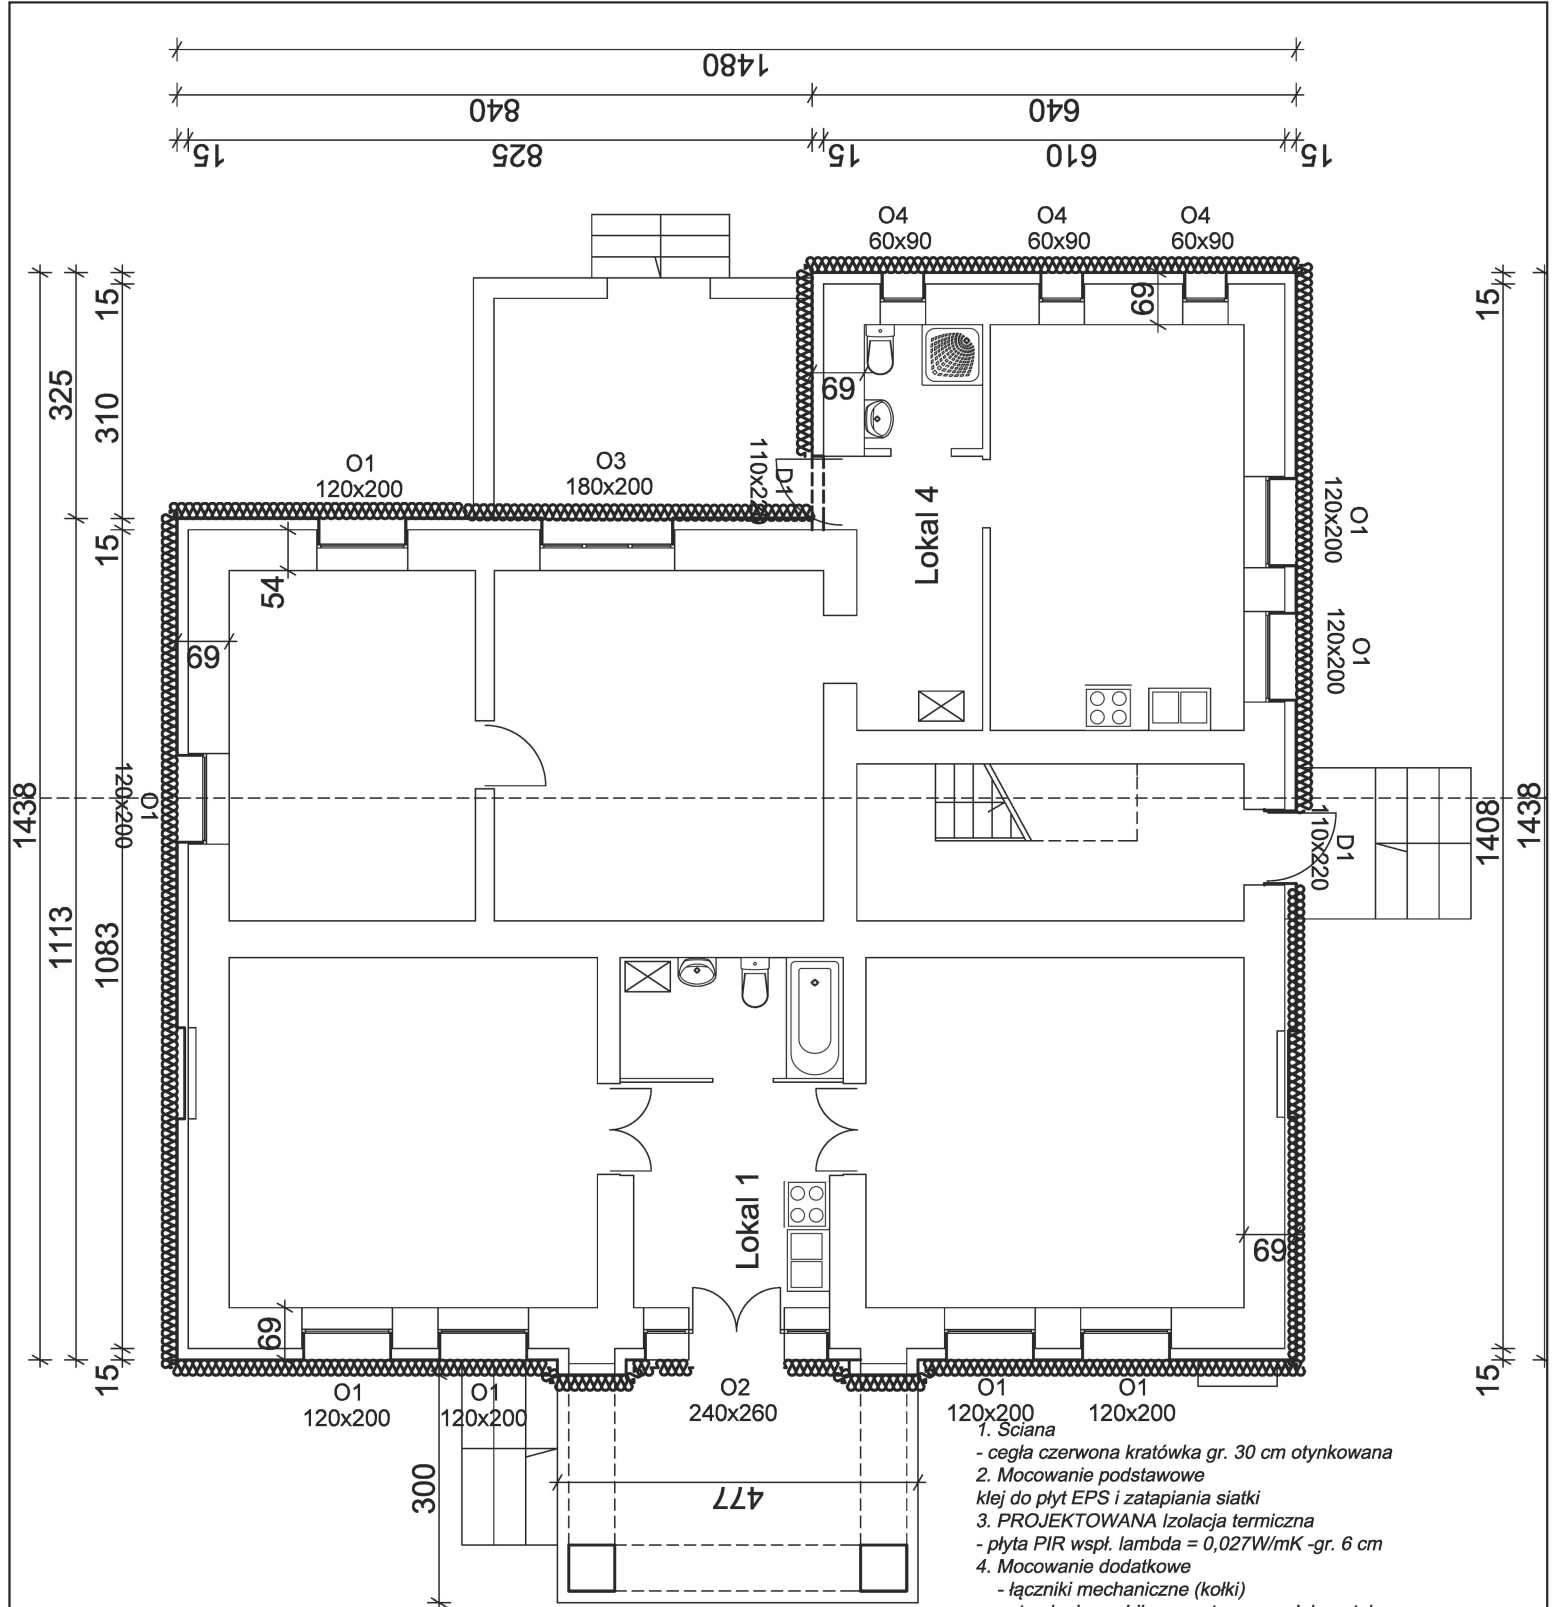 1480
840
640
15
825
15
610
15
O4
60x90
O4
60x90
O4
60x90
15
325
310
15
1438
1113
1083
15
69
69
O1
120x200
O3
180x200
D1
110x220
Lokal 4
54
69
O1
120x200
O1
120x200
O1
120x200
D1
110x220
15
1408
1438
15
Lokal 1
69
69
O1
120x200
O1
120x200
O2
240x260
O1
120x200
O1
120x200
300
477
1. Ściana
- cegła czerwona kratówka gr. 30 cm otynkowana
2. Mocowanie podstawowe
klej do płyt EPS i zatapiania siatki
3. PROJEKTOWANA Izolacja termiczna
- płyta PIR wspł. lambda = 0,027W/mK -gr. 6 cm
4. Mocowanie dodatkowe
- łączniki mechaniczne (kołki)